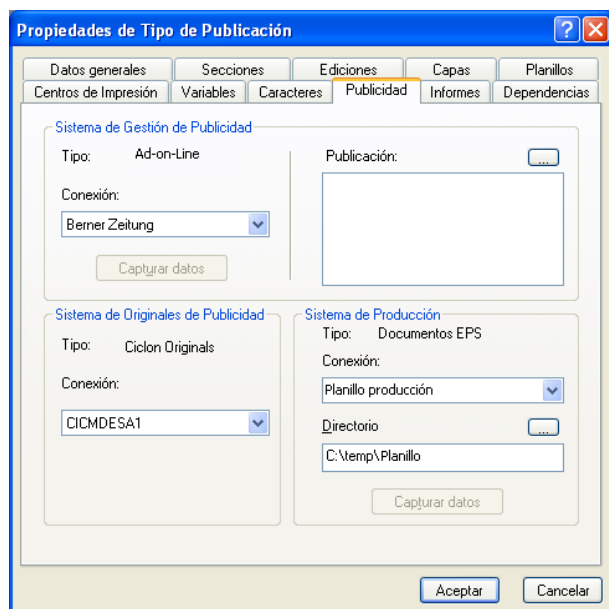 Propiedades de Tipo de Publicación
Datos generales Secciones Ediciones Capas Planillos
Centros de Impresión Variables Caracteres Publicidad Informes Dependencias
Sistema de Gestión de Publicidad
Tipo: Ad-on-Line
Conexión:
Berner Zeitung
Capturar datos
Publicación:
...
Sistema de Originales de Publicidad
Tipo: Ciclon Originals
Conexión:
CICMDESA1
Sistema de Producción
Tipo: Documentos EPS
Conexión:
Planillo producción
Directorio
...
C:\temp\Planillo
Capturar datos
Aceptar Cancelar